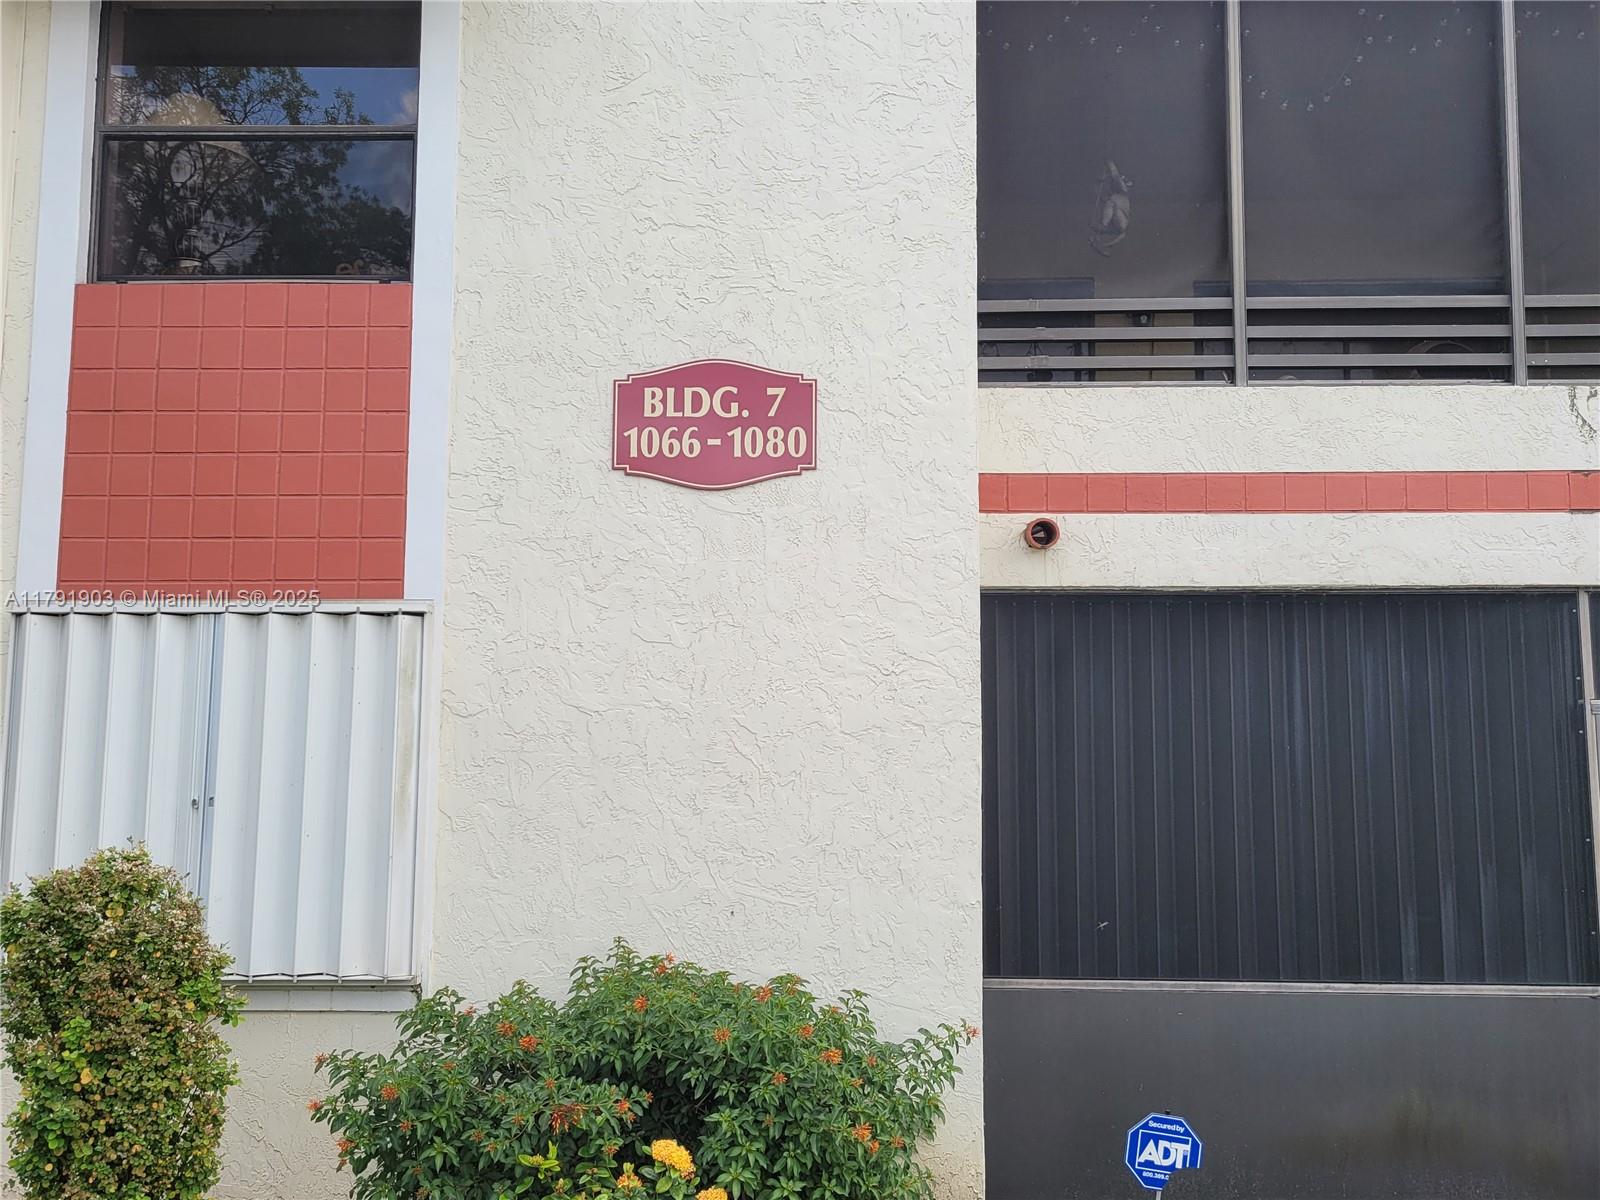 BLDG. 7
1066-1080
A11791903 © Miami MLS® 2025
Secured by
ADT